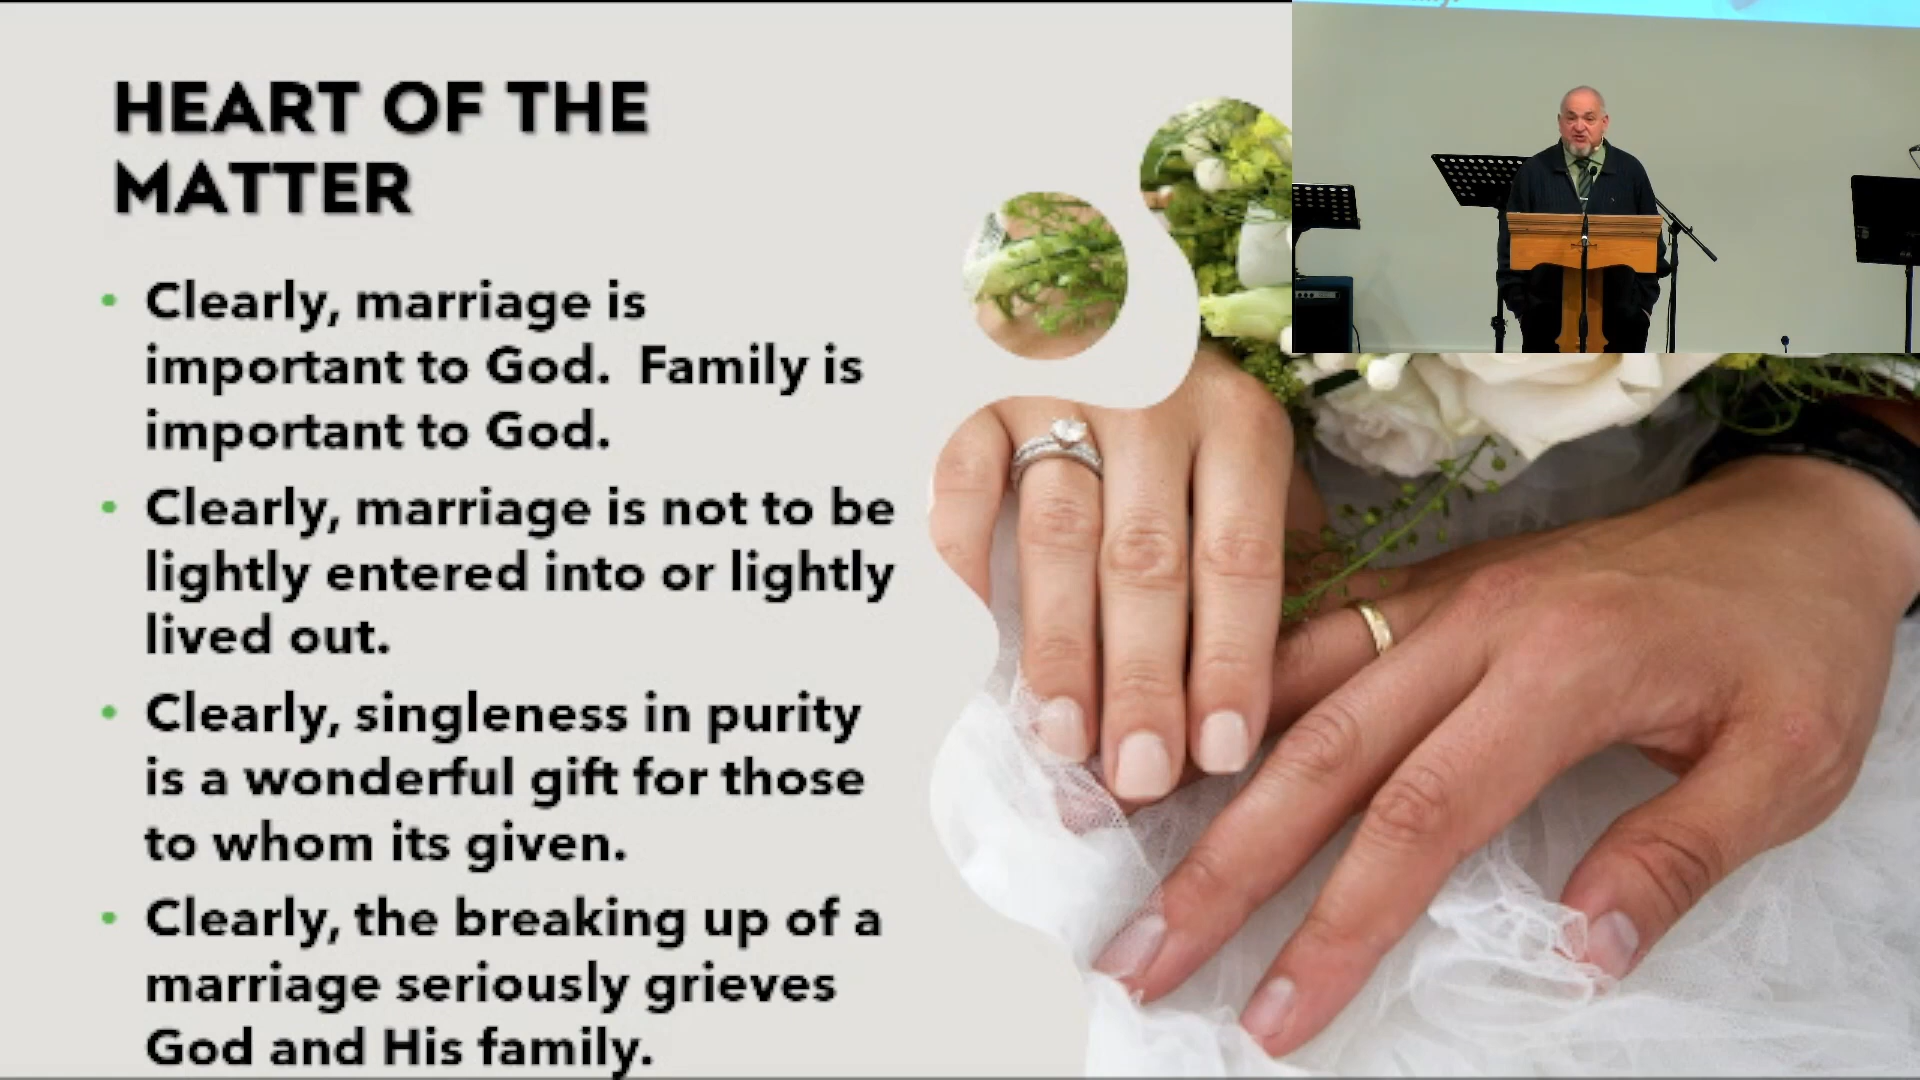 HEART OF THE
MATTER
• Clearly, marriage is
important to God.  Family is
important to God.
• Clearly, marriage is not to be
lightly entered into or lightly
lived out.
• Clearly, singleness in purity
is a wonderful gift for those
to whom its given.
• Clearly, the breaking up of a
marriage seriously grieves
God and His family.